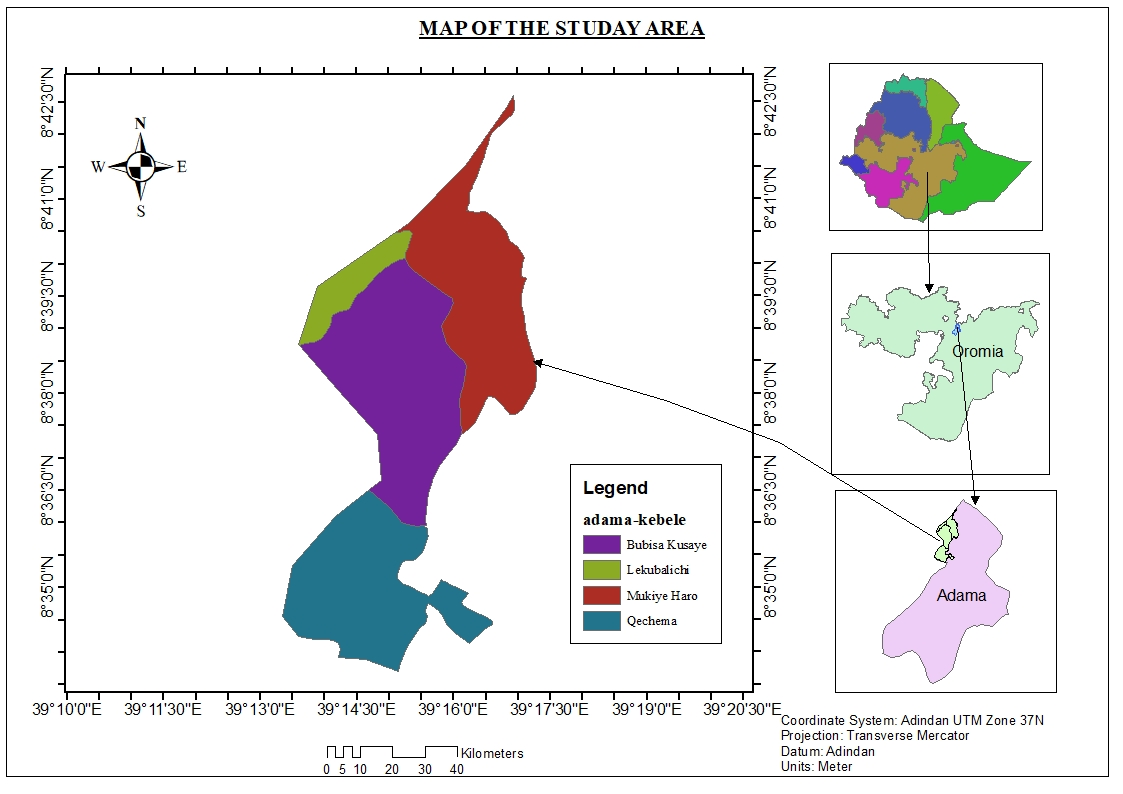 MAP OF THE STUDAY AREA
8°42'30"N
8°41'0"N
8°39'30"N
8°38'0"N
8°36'30"N
8°35'0"N
N
W
E
S
8°42'30"N
8°41'0"N
8°39'30"N
8°38'0"N
8°36'30"N
8°35'0"N
Oromia
Adama
Legend
adama-kebele
Bubisa Kusaye
Lekubalichi
Mukiye Haro
Qechema
39°10'0"E 39°11'30"E 39°13'0"E 39°14'30"E 39°16'0"E 39°17'30"E 39°19'0"E 39°20'30"E
Kilometers
0 5 10 20 30 40
Coordinate System: Adindan UTM Zone 37N
Projection: Transverse Mercator
Datum: Adindan
Units: Meter